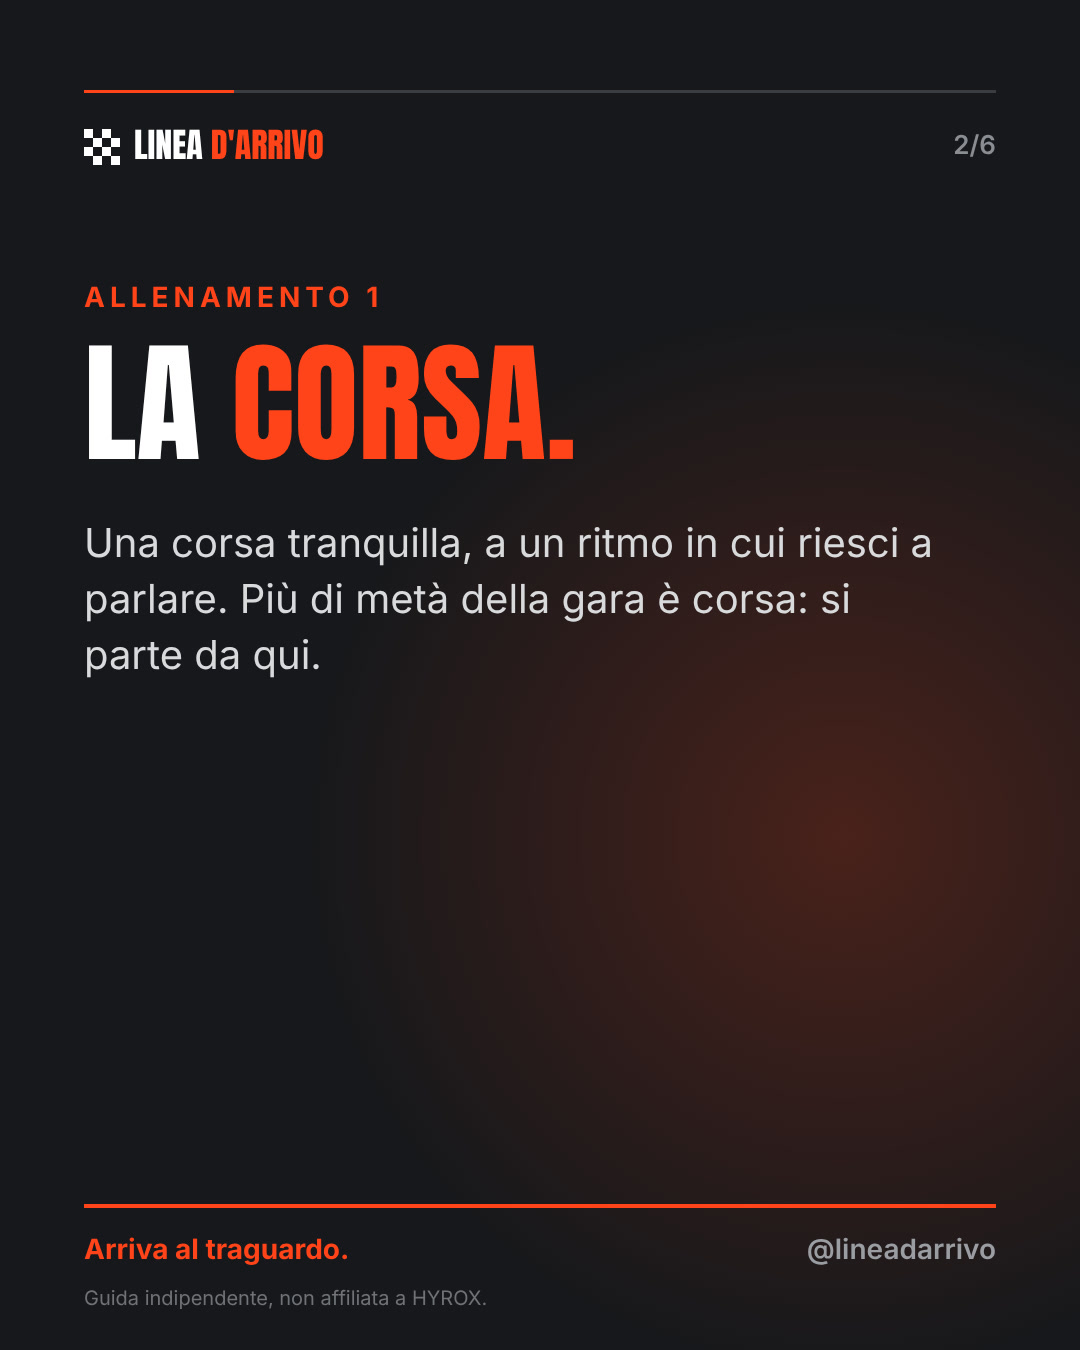 LINEA D'ARRIVO
2/6
ALLENAMENTO 1
LA CORSA.
Una corsa tranquilla, a un ritmo in cui riesci a
parlare. Più di metà della gara è corsa: si
parte da qui.
Arriva al traguardo.
@lineadarrivo
Guida indipendente, non affiliata a HYROX.